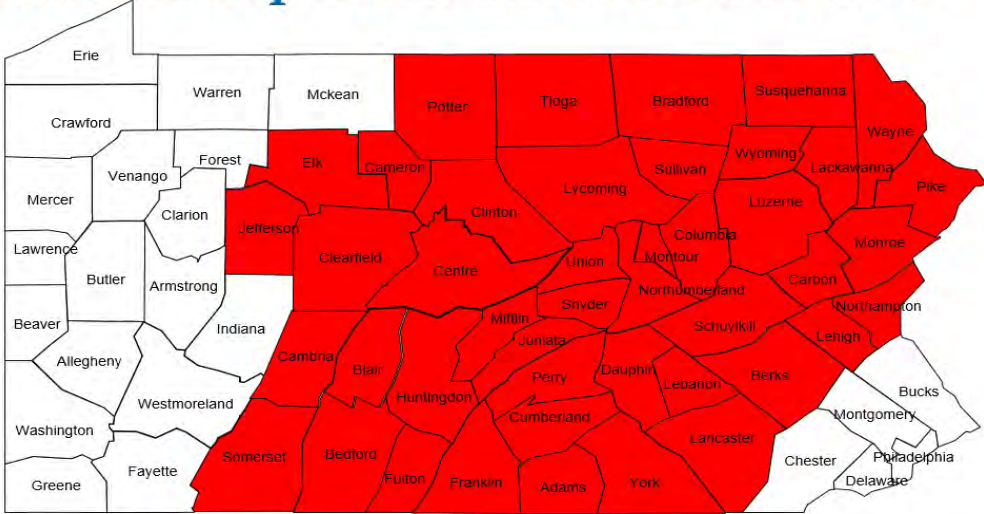 Erie
Warren
Mckean
Potter
Tioga
Bradford
Susquehanna
Crawford
Wayne
Forest
Elk
Cameron
Sullivan
Wyoming
Lackawanna
Venango
Mercer
Lycoming
Pike
Clarion
Clinton
Luzerne
Jefferson
Columbia
Monroe
Lawrence
Clearfield
Centre
Union
Montour
Butler
Armstrong
Carbon
Northumberland
Snyder
Northampton
Beaver
Indiana
Mifflin
Schuylkill
Lehigh
Juniata
Allegheny
Cambria
Blair
Perry
Dauphin
Lebanon
Berks
Bucks
Huntingdon
Westmoreland
Cumberland
Montgomery
Washington
Lancaster
Somerset
Bedford
Philadelphia
Chester
Fayette
Fulton
Franklin
Adams
York
Delaware
Greene